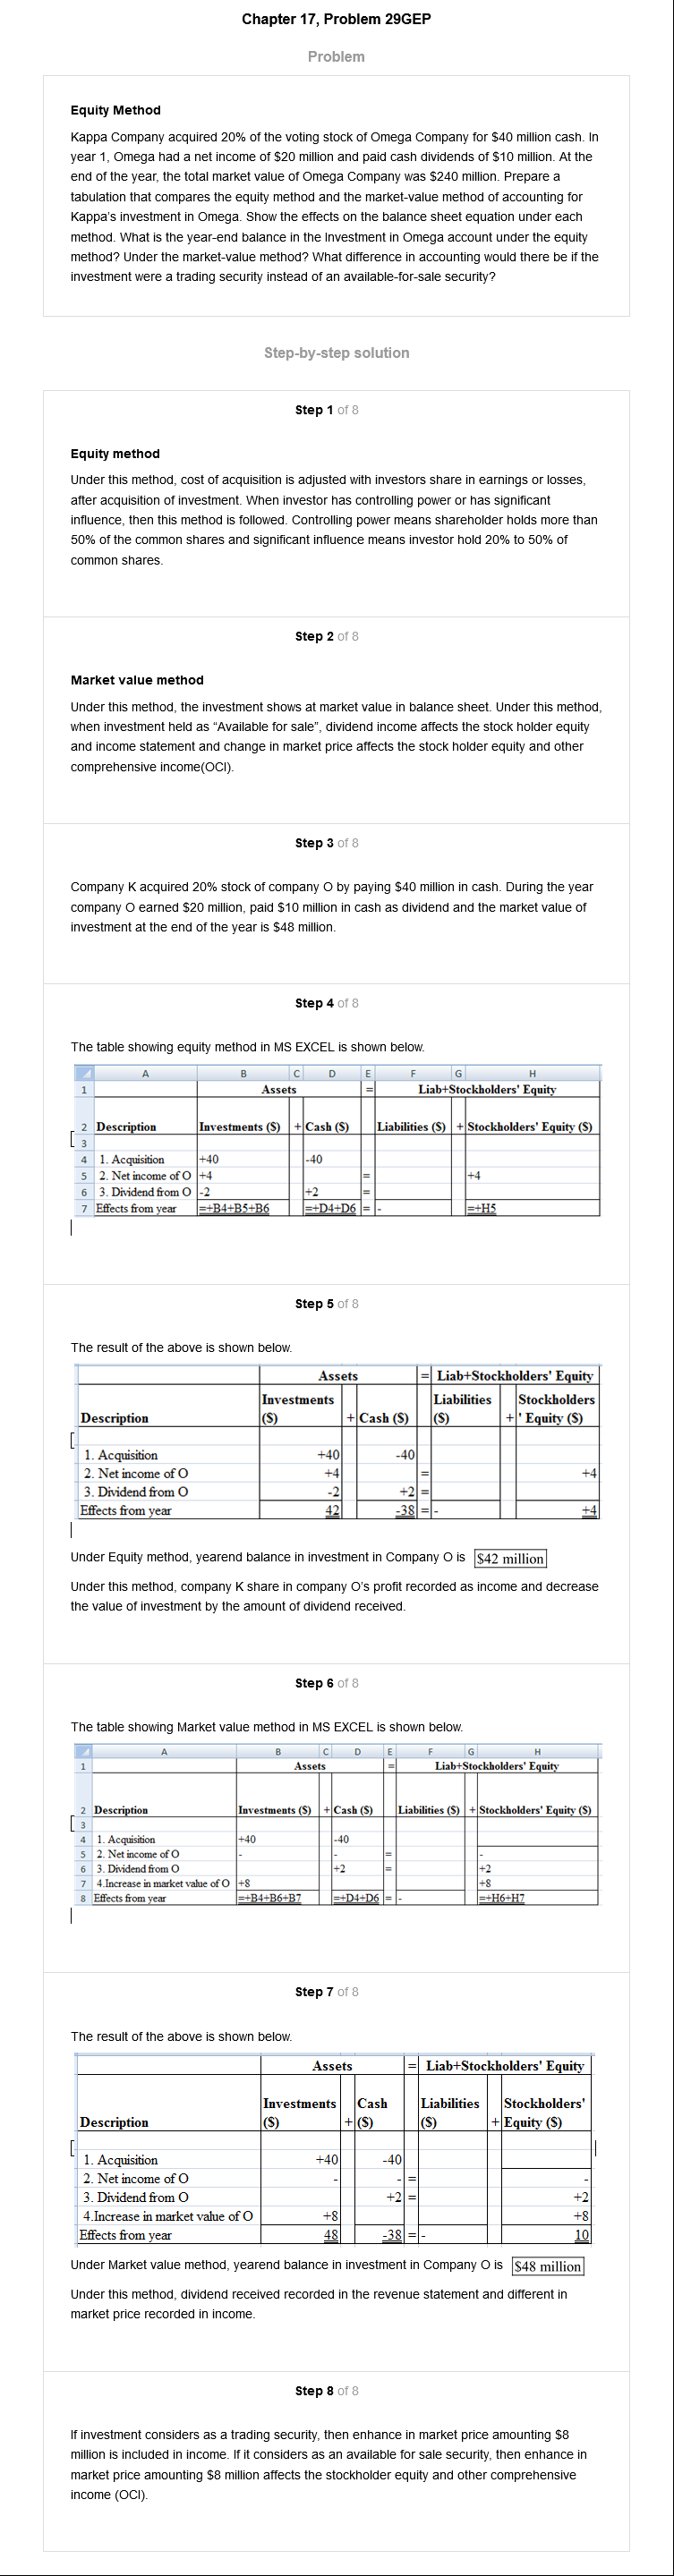 Chapter 17, Problem 29GEP
Problem
Equity Method
Kappa Company acquired 20% of the voting stock of Omega Company for $40 million cash. In
year 1, Omega had a net income of $20 million and paid cash dividends of $10 million. At the
end of the year, the total market value of Omega Company was $240 million. Prepare a
tabulation that compares the equity method and the market-value method of accounting for
Kappa's investment in Omega. Show the effects on the balance sheet equation under each
method. What is the year-end balance in the Investment in Omega account under the equity
method? Under the market-value method? What difference in accounting would there be if the
investment were a trading security instead of an available-for-sale security?
Step-by-step solution
Step 1 of 8
Equity method
Under this method, cost of acquisition is adjusted with investors share in earnings or losses,
after acquisition of investment. When investor has controlling power or has significant
influence, then this method is followed. Controlling power means shareholder holds more than
50% of the common shares and significant influence means investor hold 20% to 50% of
common shares.
Step 2 of 8
Market value method
Under this method, the investment shows at market value in balance sheet. Under this method,
when investment held as “Available for sale”, dividend income affects the stock holder equity
and income statement and change in market price affects the stock holder equity and other
comprehensive income(OCI).
Step 3 of 8
Company K acquired 20% stock of company O by paying $40 million in cash. During the year
company O earned $20 million, paid $10 million in cash as dividend and the market value of
investment at the end of the year is $48 million.
Step 4 of 8
The table showing equity method in MS EXCEL is shown below.
A B C D E F G H
1 Assets = Liab+Stockholders' Equity
2 Description Investments ($) + Cash ($) Liabilities ($) + Stockholders' Equity ($)
[ 3
4 1. Acquisition +40 -40
5 2. Net income of O +4 = +4
6 3. Dividend from O -2 +2 =
7 Effects from year =+B4+B5+B6 =+D4+D6 = - =+H5
|
Step 5 of 8
The result of the above is shown below.
Assets = Liab+Stockholders' Equity
Investments Liabilities Stockholders
Description ($) + Cash ($) ($) + ' Equity ($)
[
1. Acquisition +40 -40
2. Net income of O +4 = +4
3. Dividend from O -2 +2 =
Effects from year 42 -38 = - +4
|
Under Equity method, yearend balance in investment in Company O is $42 million
Under this method, company K share in company O's profit recorded as income and decrease
the value of investment by the amount of dividend received.
Step 6 of 8
The table showing Market value method in MS EXCEL is shown below.
A B C D E F G H
1 Assets = Liab+Stockholders' Equity
2 Description Investments ($) + Cash ($) Liabilities ($) + Stockholders' Equity ($)
[ 3
4 1. Acquisition +40 -40
5 2. Net income of O - - = -
6 3. Dividend from O +2 = +2
7 4.Increase in market value of O +8 +8
8 Effects from year =+B4+B6+B7 =+D4+D6 = - =+H6+H7
|
Step 7 of 8
The result of the above is shown below.
Assets = Liab+Stockholders' Equity
Investments Cash Liabilities Stockholders'
Description ($) + ($) ($) + Equity ($)
[ |
1. Acquisition +40 -40
2. Net income of O - - = -
3. Dividend from O +2 = +2
4.Increase in market value of O +8 +8
Effects from year 48 -38 = - 10
Under Market value method, yearend balance in investment in Company O is $48 million
Under this method, dividend received recorded in the revenue statement and different in
market price recorded in income.
Step 8 of 8
If investment considers as a trading security, then enhance in market price amounting $8
million is included in income. If it considers as an available for sale security, then enhance in
market price amounting $8 million affects the stockholder equity and other comprehensive
income (OCI).